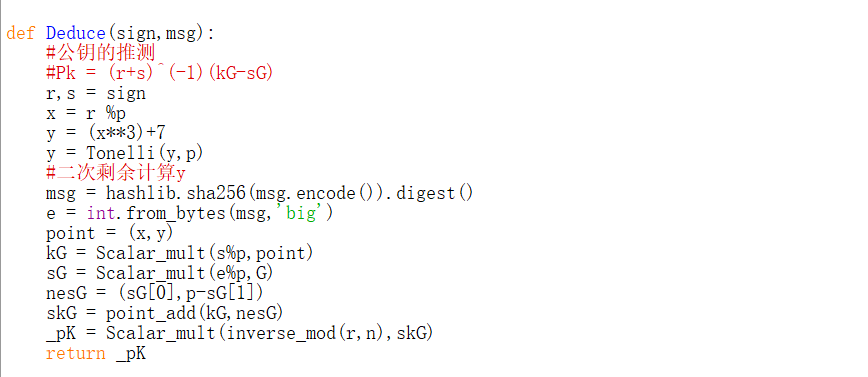 def Deduce(sign,msg):
    #公钥的推测
    #Pk = (r+s)^(-1)(kG-sG)
    r,s = sign
    x = r %p
    y = (x**3)+7
    y = Tonelli(y,p)
    #二次剩余计算y
    msg = hashlib.sha256(msg.encode()).digest()
    e = int.from_bytes(msg,'big')
    point = (x,y)
    kG = Scalar_mult(s%p,point)
    sG = Scalar_mult(e%p,G)
    nesG = (sG[0],p-sG[1])
    skG = point_add(kG,nesG)
    _pK = Scalar_mult(inverse_mod(r,n),skG)
    return _pK